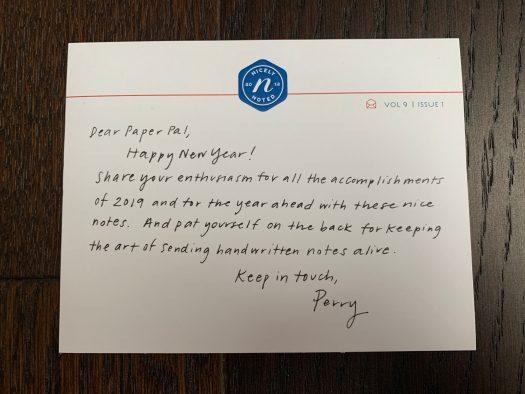 NICELY
20 n 12
NOTED
VOL 9 | ISSUE 1
Dear Paper Pal,
Happy New Year!
Share your enthusiasm for all the accomplishments
of 2019 and for the year ahead with these nice
notes. And pat yourself on the back for keeping
the art of sending handwritten notes alive.
Keep in touch,
Perry